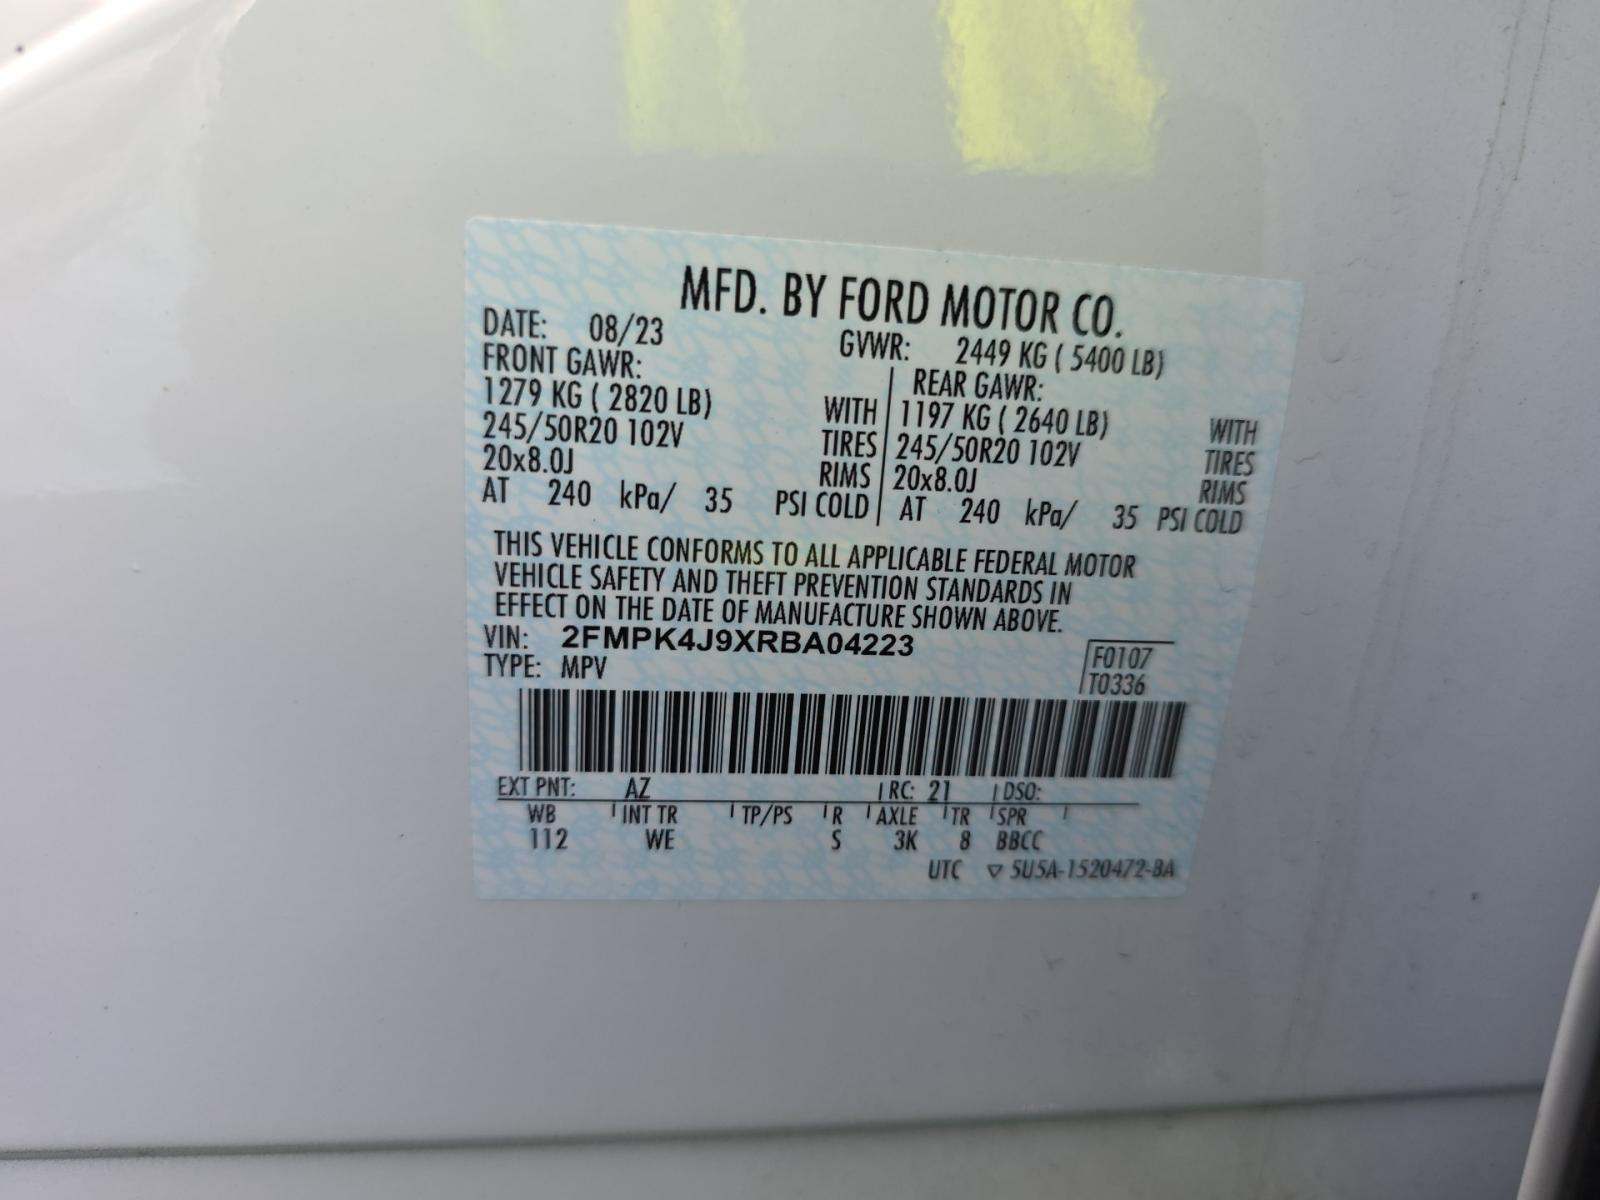 MFD. BY FORD MOTOR CO.
DATE: 08/23 GVWR: 2449 KG ( 5400 LB)
FRONT GAWR: REAR GAWR:
1279 KG ( 2820 LB) WITH 1197 KG ( 2640 LB) WITH
245/50R20 102V TIRES 245/50R20 102V TIRES
20x8.0J RIMS 20x8.0J RIMS
AT 240 kPa/ 35 PSI COLD AT 240 kPa/ 35 PSI COLD
THIS VEHICLE CONFORMS TO ALL APPLICABLE FEDERAL MOTOR
VEHICLE SAFETY AND THEFT PREVENTION STANDARDS IN
EFFECT ON THE DATE OF MANUFACTURE SHOWN ABOVE.
VIN: 2FMPK4J9XRBA04223
TYPE: MPV
F0107
T0336
EXT PNT: AZ RC: 21 DSO:
WB INT TR TP/PS R AXLE TR SPR
112 WE S 3K 8 BBCC
UTC ▽ 5U5A-1520472-BA